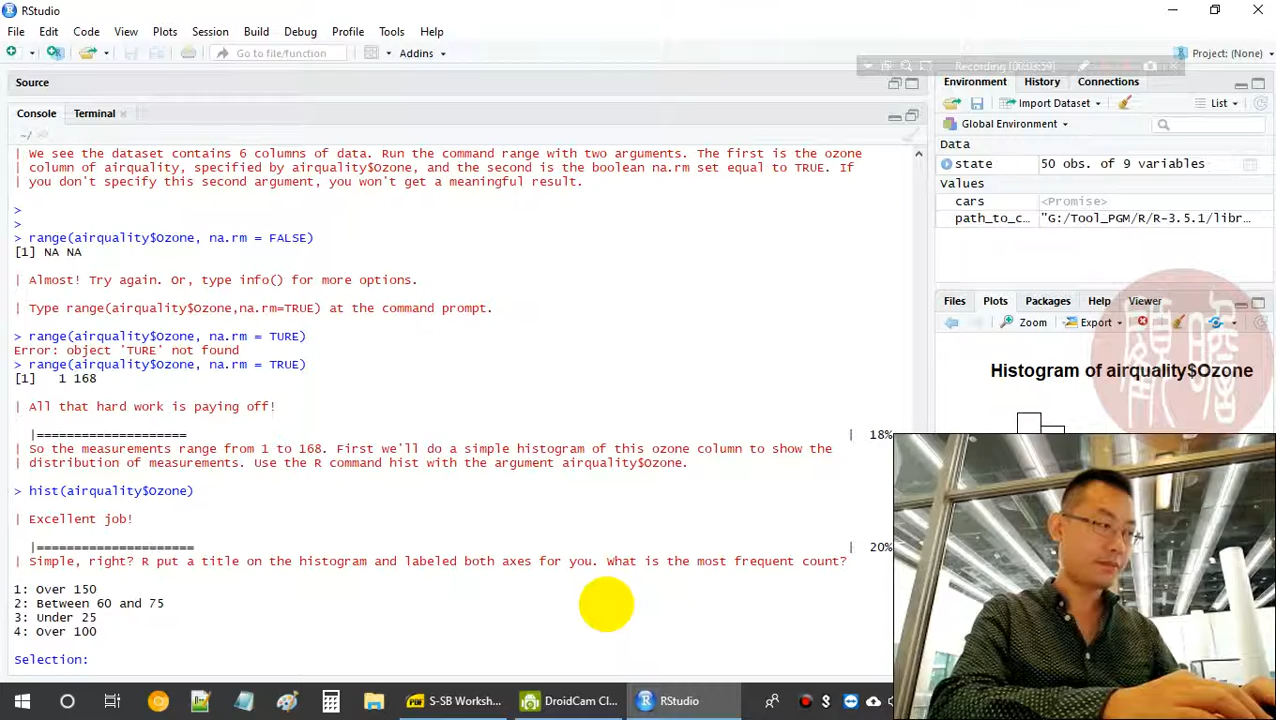 RStudio
File Edit Code View Plots Session Build Debug Profile Tools Help
Go to file/function
Addins
Project: (None)
Recording [00:03:59]
Source
Console Terminal
~/
| We see the dataset contains 6 columns of data. Run the command range with two arguments. The first is the ozone
| column of airquality, specified by airquality$Ozone, and the second is the boolean na.rm set equal to TRUE. If
| you don't specify this second argument, you won't get a meaningful result.
>
>
> range(airquality$Ozone, na.rm = FALSE)
[1] NA NA
| Almost! Try again. Or, type info() for more options.
| Type range(airquality$Ozone,na.rm=TRUE) at the command prompt.
> range(airquality$Ozone, na.rm = TURE)
Error: object 'TURE' not found
> range(airquality$Ozone, na.rm = TRUE)
[1] 1 168
| All that hard work is paying off!
|==================== | 18%
| So the measurements range from 1 to 168. First we'll do a simple histogram of this ozone column to show the
| distribution of measurements. Use the R command hist with the argument airquality$Ozone.
> hist(airquality$Ozone)
| Excellent job!
|===================== | 20%
| Simple, right? R put a title on the histogram and labeled both axes for you. What is the most frequent count?
1: Over 150
2: Between 60 and 75
3: Under 25
4: Over 100
Selection:
Environment History Connections
Import Dataset List
Global Environment
Data
state 50 obs. of 9 variables
Values
cars <Promise>
path_to_c… "G:/Tool_PGM/R/R-3.5.1/libr…
Files Plots Packages Help Viewer
Zoom Export
Histogram of airquality$Ozone
S-SB Worksh...
DroidCam Cl...
RStudio